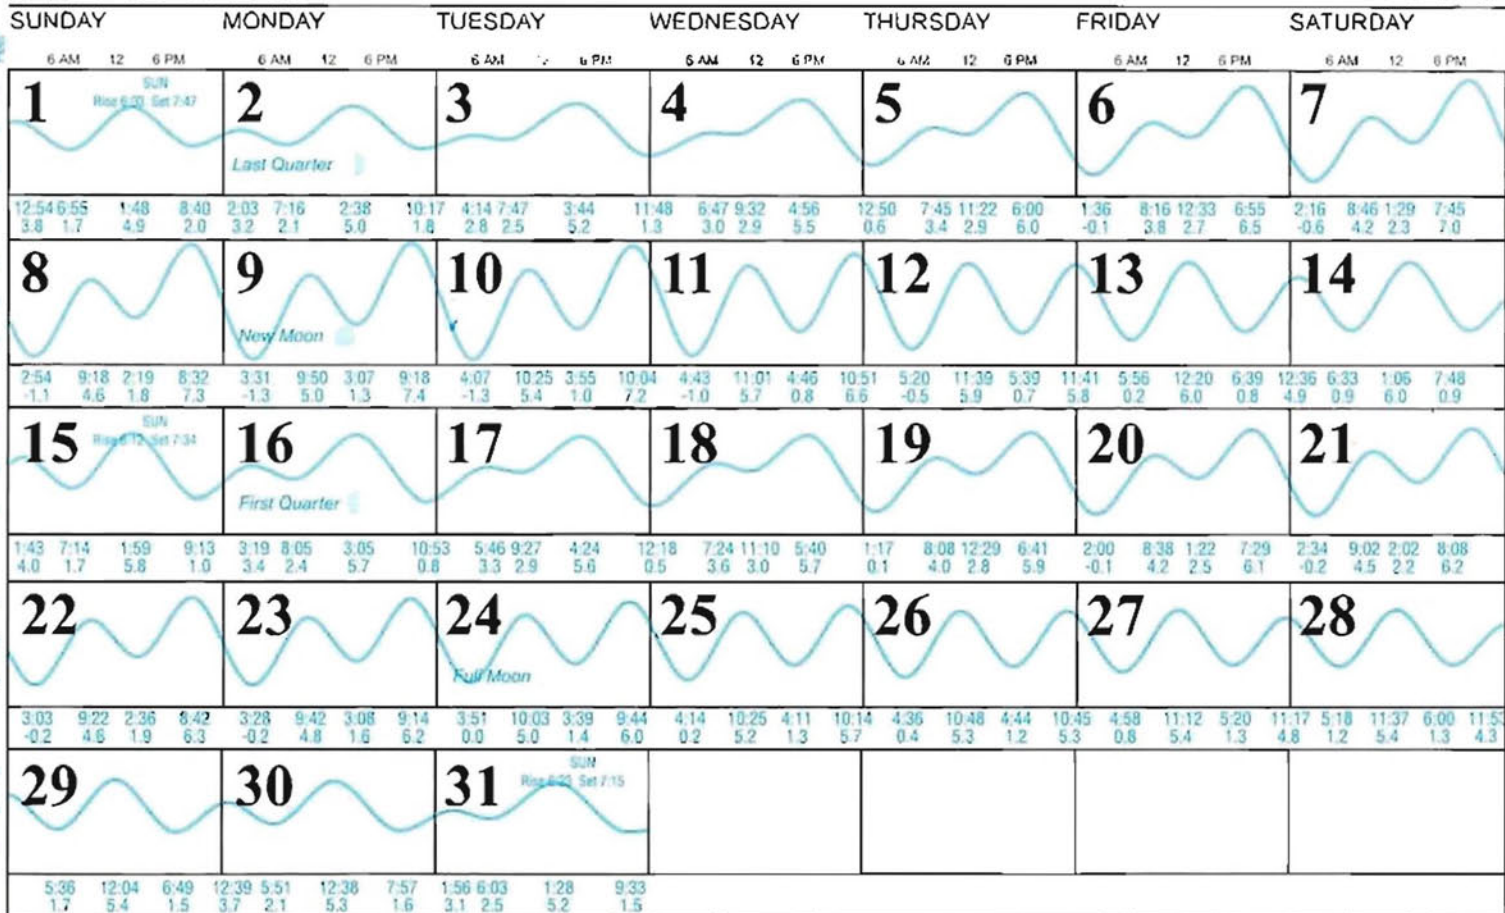 SUNDAY MONDAY TUESDAY WEDNESDAY THURSDAY FRIDAY SATURDAY
6 AM 12 6 PM 6 AM 12 6 PM 6 AM 12 6 PM 6 AM 12 6 PM 6 AM 12 6 PM 6 AM 12 6 PM 6 AM 12 6 PM
1 SUN 2 3 4 5 6 7
Rise 6:00 Set 7:47
Last Quarter
12:54 6:55 1:48 8:40 2:03 7:16 2:38 10:17 4:14 7:47 3:44 11:48 6:47 9:32 4:56 12:50 7:45 11:22 6:00 1:36 8:16 12:33 6:55 2:16 8:46 1:29 7:45
3.8 1.7 4.9 2.0 3.2 2.1 5.0 1.8 2.8 2.5 5.2 1.3 3.0 2.9 5.5 0.6 3.4 2.9 6.0 -0.1 3.8 2.7 6.5 -0.6 4.2 2.3 7.0
8 9 10 11 12 13 14
New Moon
2:54 9:18 2:19 8:32 3:31 9:50 3:07 9:18 4:07 10:25 3:55 10:04 4:43 11:01 4:46 10:51 5:20 11:39 5:39 11:41 5:56 12:20 6:39 12:36 6:33 1:06 7:48
-1.1 4.6 1.8 7.3 -1.3 5.0 1.3 7.4 -1.3 5.4 1.0 7.2 -1.0 5.7 0.8 6.6 -0.5 5.9 0.7 5.8 0.2 6.0 0.8 4.9 0.9 6.0 0.9
15 SUN 16 17 18 19 20 21
Rise 6:12 Set 7:34
First Quarter
1:43 7:14 1:59 9:13 3:19 8:05 3:05 10:53 5:46 9:27 4:24 12:18 7:24 11:10 5:40 1:17 8:08 12:29 6:41 2:00 8:38 1:22 7:29 2:34 9:02 2:02 8:08
4.0 1.7 5.8 1.0 3.4 2.4 5.7 0.8 3.3 2.9 5.6 0.5 3.6 3.0 5.7 0.1 4.0 2.8 5.9 -0.1 4.2 2.5 6.1 -0.2 4.5 2.2 6.2
22 23 24 25 26 27 28
Full Moon
3:03 9:22 2:36 8:42 3:28 9:42 3:08 9:14 3:51 10:03 3:39 9:44 4:14 10:25 4:11 10:14 4:36 10:48 4:44 10:45 4:58 11:12 5:20 11:17 5:18 11:37 6:00
-0.2 4.6 1.9 6.3 -0.2 4.8 1.6 6.2 0.0 5.0 1.4 6.0 0.2 5.2 1.3 5.7 0.4 5.3 1.2 5.3 0.8 5.4 1.3 4.8 1.2 5.4 1.3 4.3
29 30 31 SUN
Rise 6:23 Set 7:15
5:36 12:04 6:49 12:39 5:51 12:38 7:57 1:56 6:03 1:28 9:33
1.7 5.4 1.5 3.7 2.1 5.3 1.6 3.1 2.5 5.2 1.5